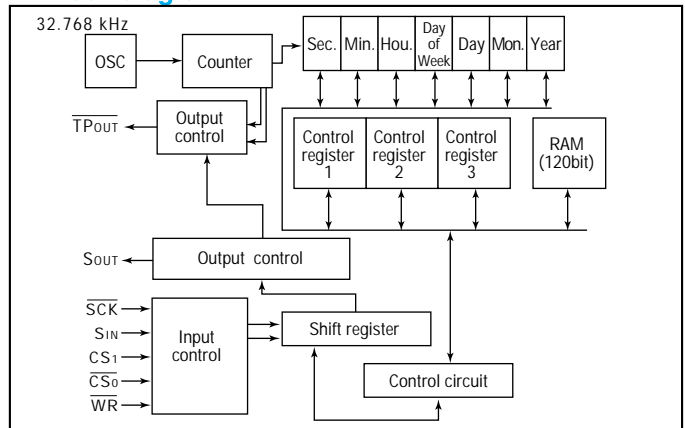 32.768 kHz
OSC
Counter
Sec.
Min.
Hou.
Day
of
Week
Day
Mon.
Year
TPOUT
Output
control
Control
register
1
Control
register
2
Control
register
3
RAM
(120bit)
SOUT
Output control
SCK
SIN
CS1
CS0
WR
Input
control
Shift register
Control circuit